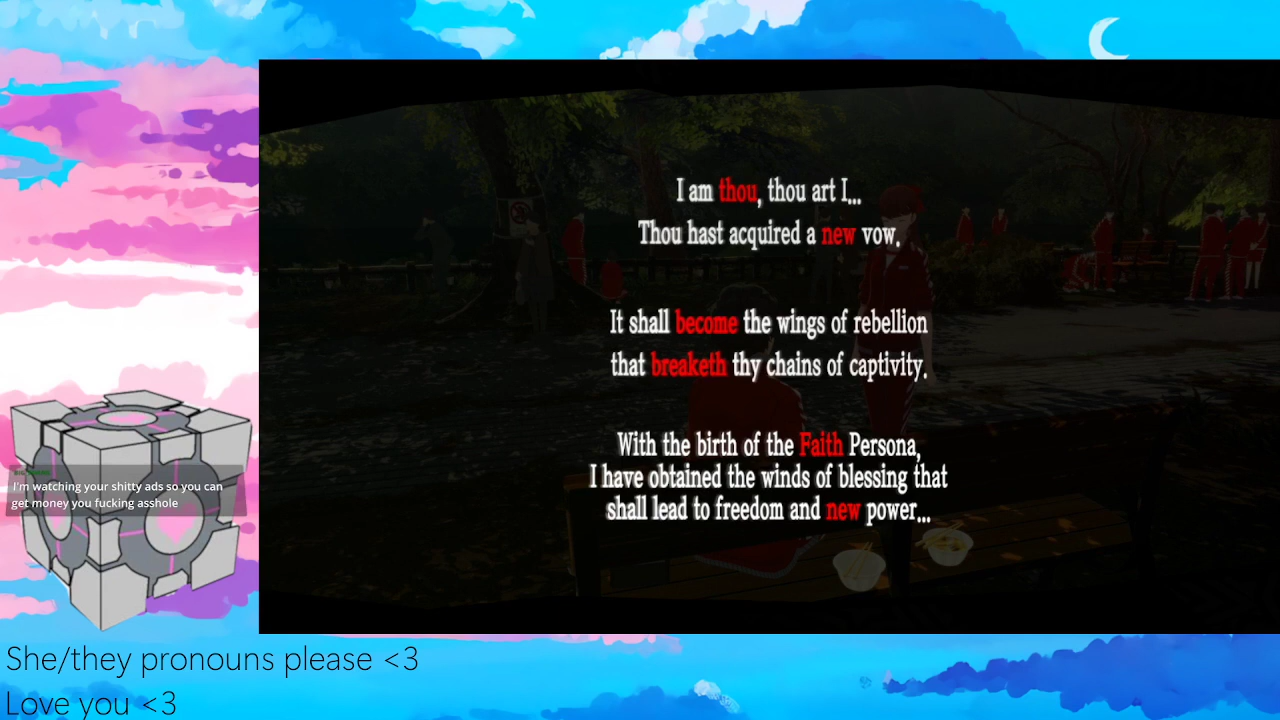 I am thou, thou art I...
Thou hast acquired a new vow.
It shall become the wings of rebellion
that breaketh thy chains of captivity.
With the birth of the Faith Persona,
I have obtained the winds of blessing that
shall lead to freedom and new power...
I'm watching your shitty ads so you can
get money you fucking asshole
She/they pronouns please <3
Love you <3